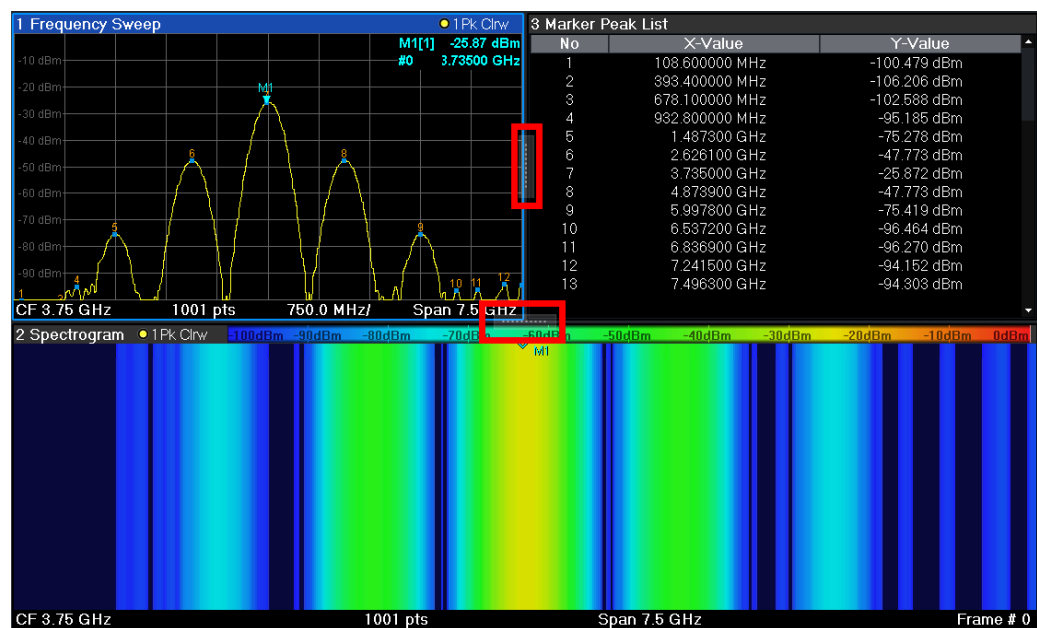 1 Frequency Sweep
1Pk Clrw
M1[1] -25.87 dBm
#0 3.73500 GHz
-10 dBm
-20 dBm
M1
-30 dBm
-40 dBm
6
8
-50 dBm
-60 dBm
-70 dBm
5
9
-80 dBm
-90 dBm
4
10
11
12
1
CF 3.75 GHz 1001 pts 750.0 MHz/ Span 7.5 GHz
3 Marker Peak List
No X-Value Y-Value
1 108.600000 MHz -100.479 dBm
2 393.400000 MHz -106.206 dBm
3 678.100000 MHz -102.588 dBm
4 932.800000 MHz -95.185 dBm
5 1.487300 GHz -75.278 dBm
6 2.626100 GHz -47.773 dBm
7 3.735000 GHz -25.872 dBm
8 4.873900 GHz -47.773 dBm
9 5.997800 GHz -75.419 dBm
10 6.537200 GHz -96.464 dBm
11 6.836900 GHz -96.270 dBm
12 7.241500 GHz -94.152 dBm
13 7.496300 GHz -94.303 dBm
2 Spectrogram 1Pk Clrw -100dBm -90dBm -80dBm -60dBm -50dBm -40dBm -30dBm -20dBm -10dBm 0dBm
M1
CF 3.75 GHz 1001 pts Span 7.5 GHz Frame # 0